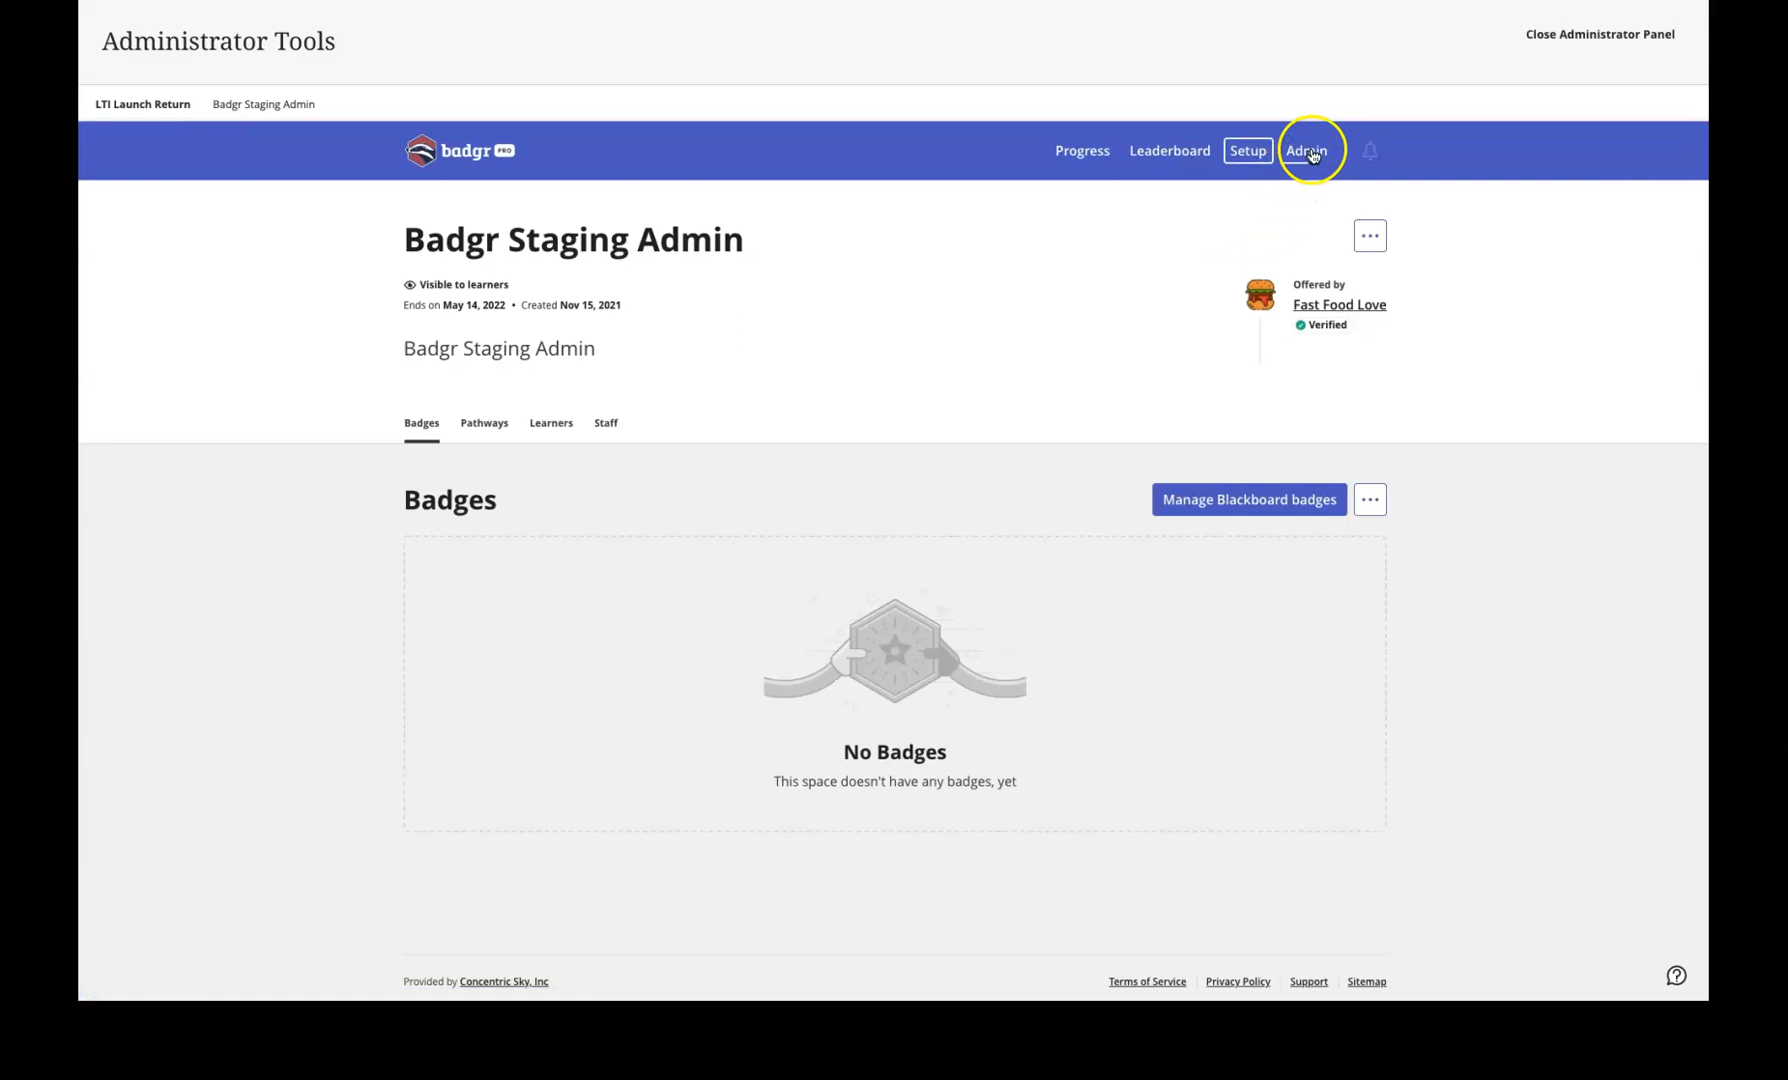 Administrator Tools
Close Administrator Panel
LTI Launch Return
Badgr Staging Admin
badgr PRO
Progress
Leaderboard
Setup
Admin
Badgr Staging Admin
Visible to learners
Ends on May 14, 2022 • Created Nov 15, 2021
Offered by
Fast Food Love
Verified
Badgr Staging Admin
Badges
Pathways
Learners
Staff
Badges
Manage Blackboard badges
No Badges
This space doesn't have any badges, yet
Provided by Concentric Sky, Inc
Terms of Service
Privacy Policy
Support
Sitemap